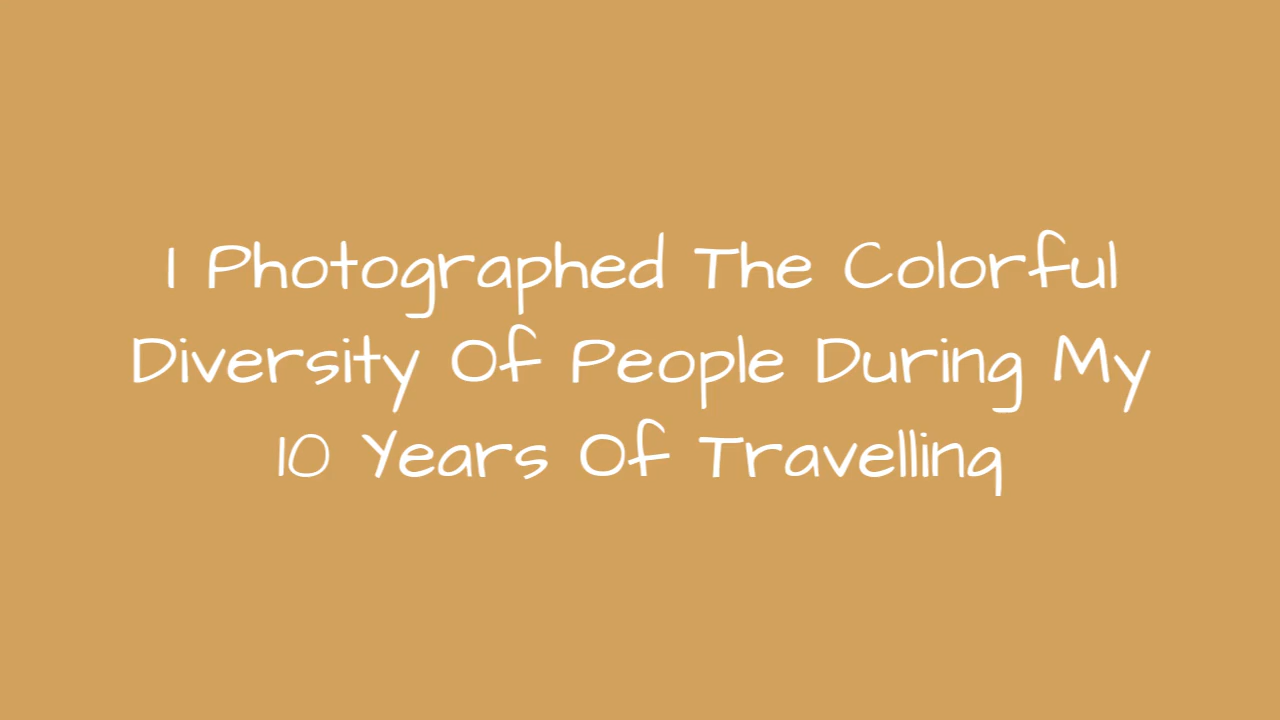 I Photographed The Colorful
Diversity Of People During My
10 Years Of Travelling